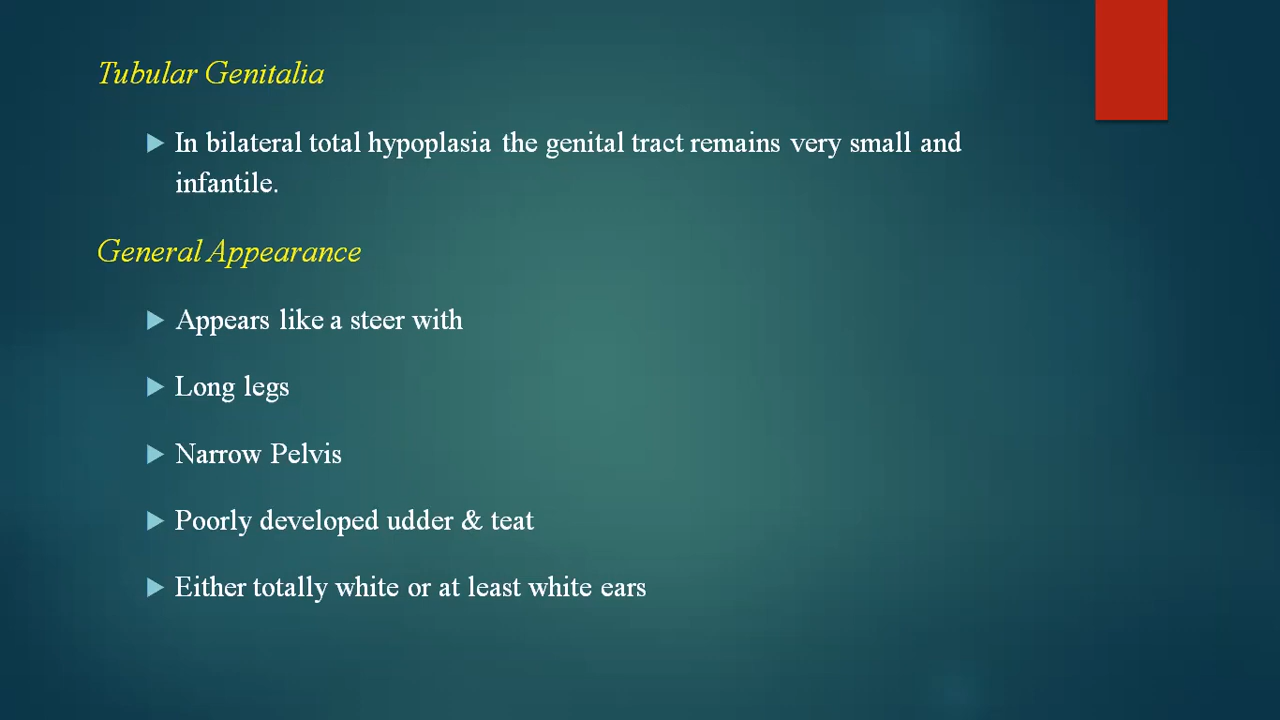 Tubular Genitalia
In bilateral total hypoplasia the genital tract remains very small and
infantile.
General Appearance
Appears like a steer with
Long legs
Narrow Pelvis
Poorly developed udder & teat
Either totally white or at least white ears